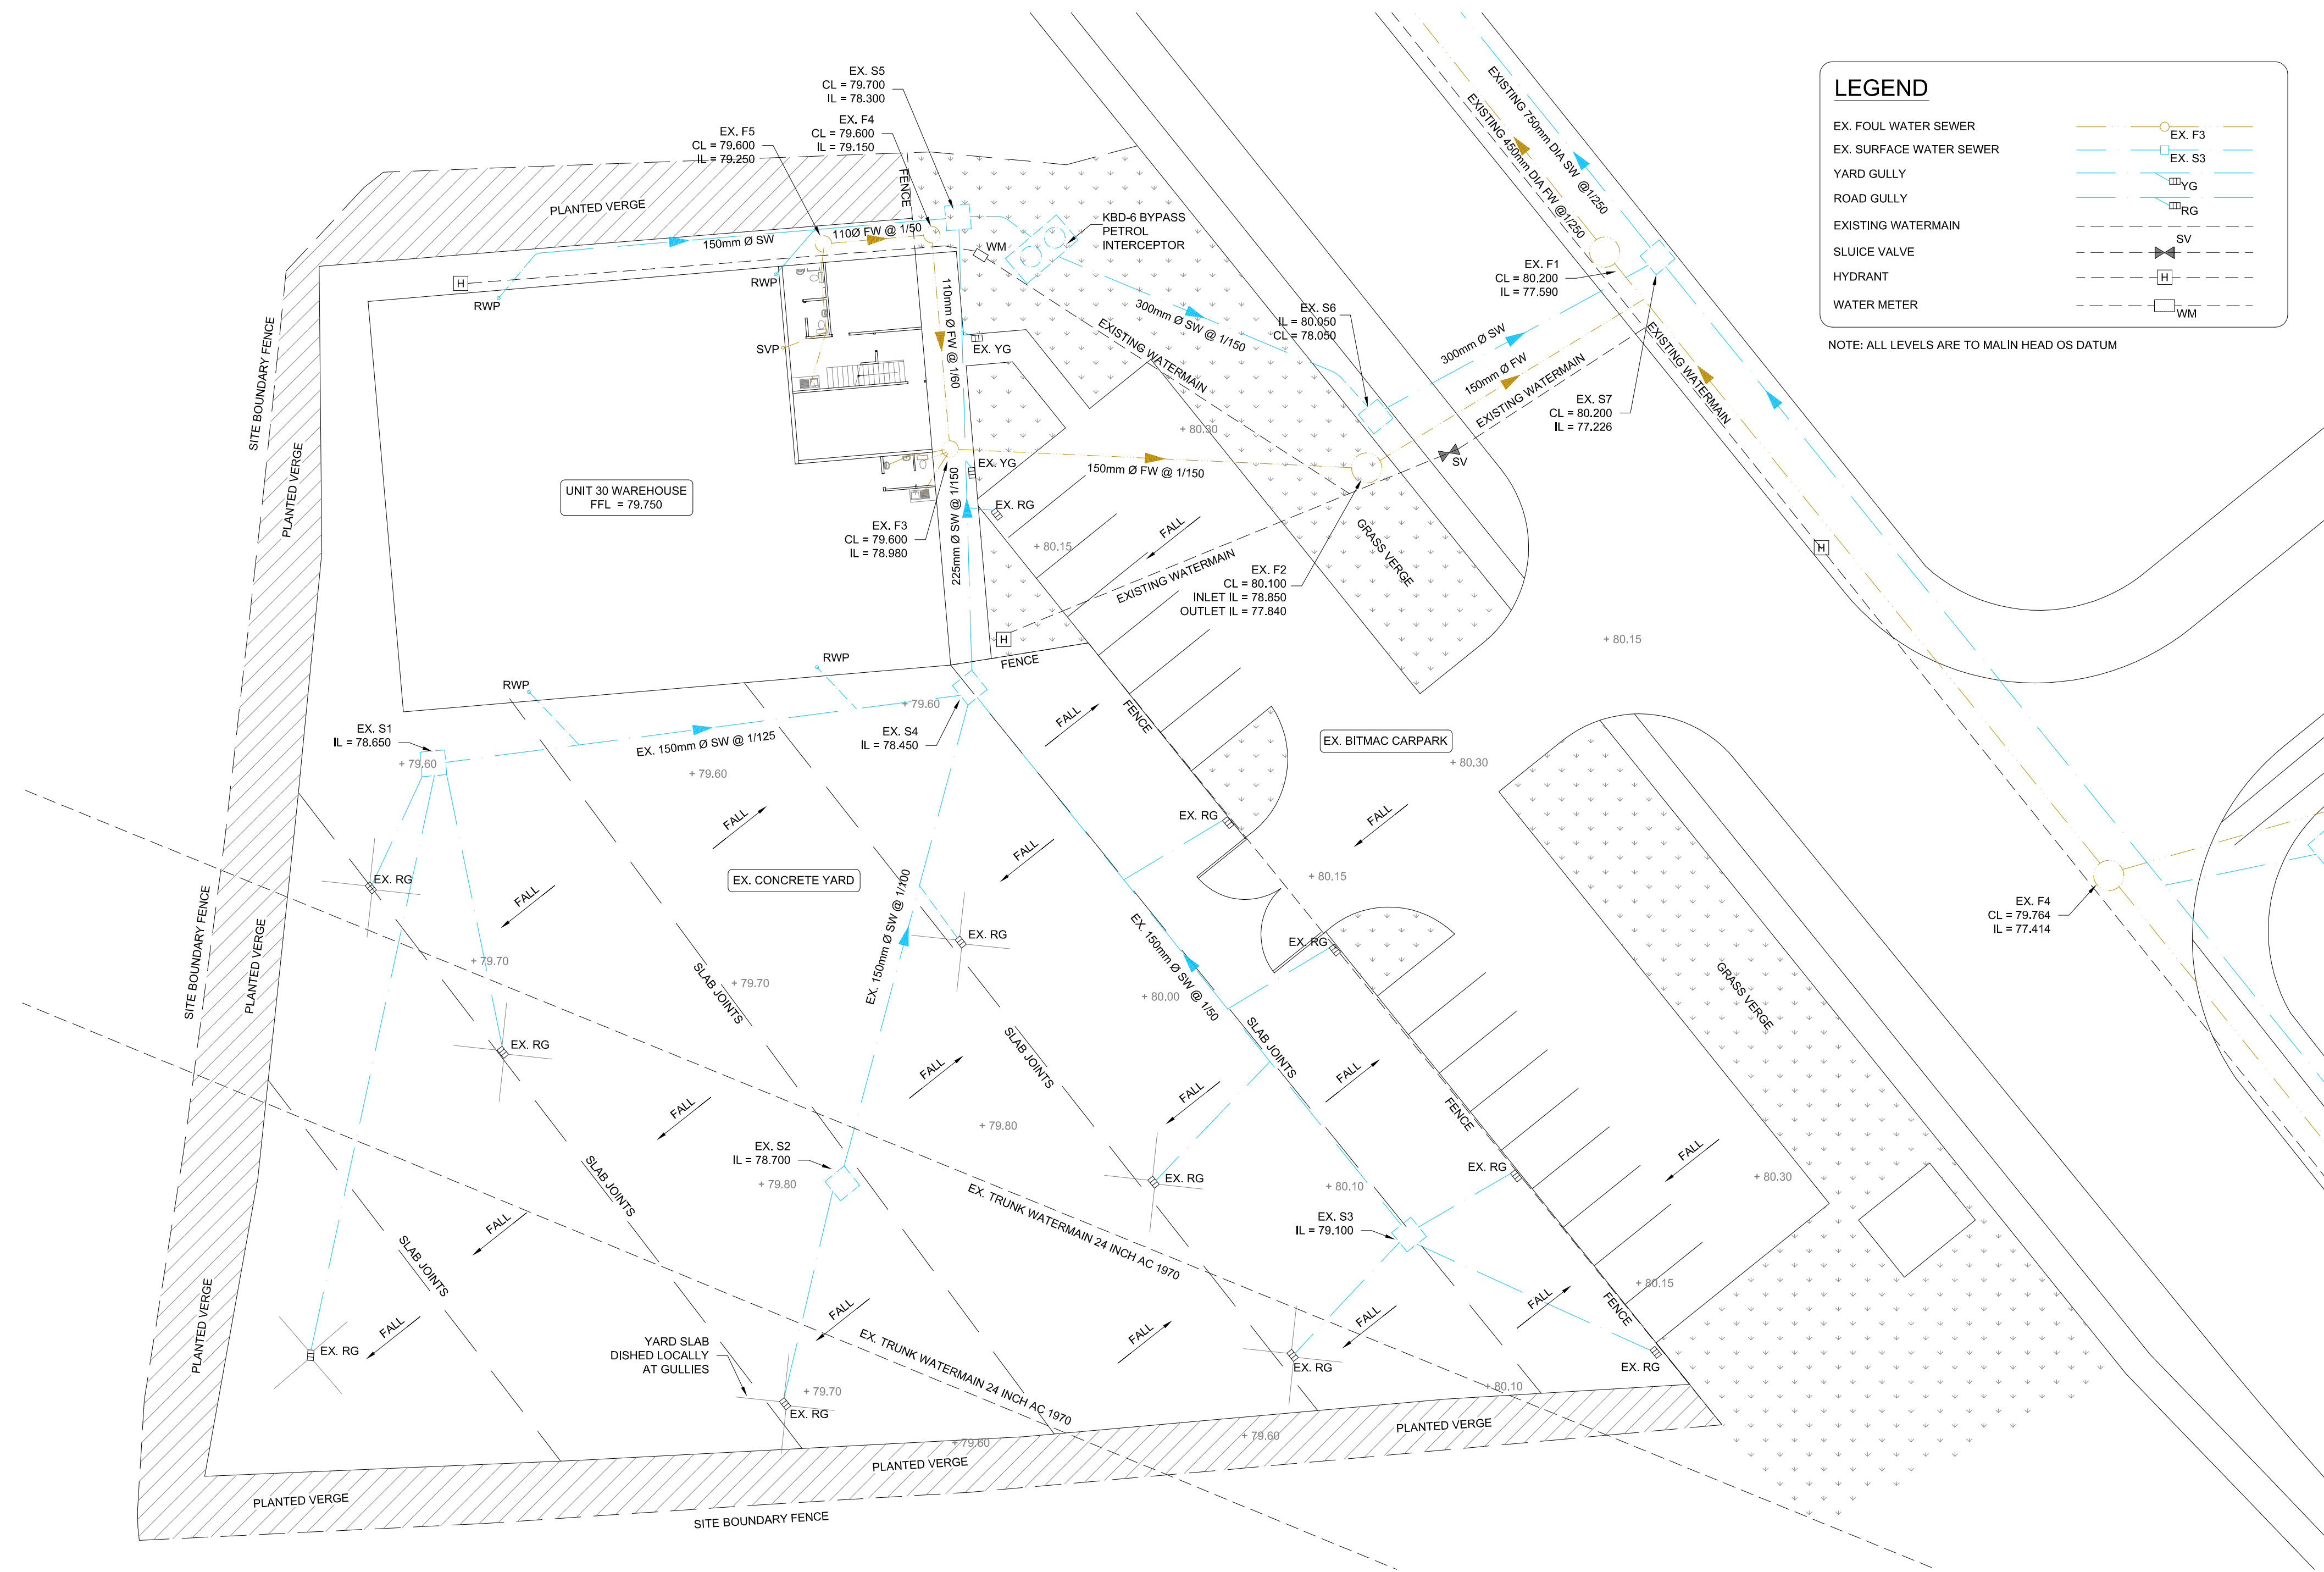 LEGEND
EX. FOUL WATER SEWER
EX. F3
EX. SURFACE WATER SEWER
EX. S3
YARD GULLY
YG
ROAD GULLY
RG
EXISTING WATERMAIN
SLUICE VALVE
SV
HYDRANT
H
WATER METER
WM
NOTE: ALL LEVELS ARE TO MALIN HEAD OS DATUM
EX. S5
CL = 79.700
IL = 78.300
EX. F4
CL = 79.600
IL = 79.150
EX. F5
CL = 79.600
IL = 79.250
PLANTED VERGE
FENCE
150mm Ø SW
110Ø FW @ 1/50
WM
KBD-6 BYPASS
PETROL
INTERCEPTOR
H
RWP
RWP
SVP
110mm Ø FW @ 1/60
EX. YG
300mm Ø SW @ 1/150
EXISTING WATERMAIN
EX. S6
IL = 80.050
CL = 78.050
EXISTING 750mm DIA SW @1/250
EXISTING 450mm DIA FW @1/250
EX. F1
CL = 80.200
IL = 77.590
300mm Ø SW
150mm Ø FW
EXISTING WATERMAIN
EXISTING WATERMAIN
EX. S7
CL = 80.200
IL = 77.226
SV
H
SITE BOUNDARY FENCE
PLANTED VERGE
UNIT 30 WAREHOUSE
FFL = 79.750
+ 80.30
EX. YG
150mm Ø FW @ 1/150
225mm Ø SW @ 1/150
EX. RG
EX. F3
CL = 79.600
IL = 78.980
+ 80.15
FALL
GRASS VERGE
EXISTING WATERMAIN
EX. F2
CL = 80.100
INLET IL = 78.850
OUTLET IL = 77.840
H
FENCE
+ 80.15
RWP
RWP
EX. S1
IL = 78.650
+ 79.60
EX. 150mm Ø SW @ 1/125
+ 79.60
+ 79.60
EX. S4
IL = 78.450
FALL
FENCE
EX. BITMAC CARPARK
+ 80.30
FALL
EX. RG
FALL
FALL
EX. CONCRETE YARD
EX. RG
FALL
+ 80.15
EX. F4
CL = 79.764
IL = 77.414
SITE BOUNDARY FENCE
PLANTED VERGE
+ 79.70
+ 79.70
SLAB JOINTS
EX. 150mm Ø SW @ 1/100
EX. RG
EX. 150mm Ø SW @ 1/50
EX. RG
+ 80.00
GRASS VERGE
EX. RG
SLAB JOINTS
SLAB JOINTS
FALL
FALL
FALL
FALL
FENCE
+ 79.80
EX. S2
IL = 78.700
+ 79.80
SLAB JOINTS
EX. TRUNK WATERMAIN 24 INCH AC 1970
EX. RG
+ 80.10
EX. RG
FALL
+ 80.30
EX. S3
IL = 79.100
FALL
SLAB JOINTS
PLANTED VERGE
EX. RG
FALL
YARD SLAB
DISHED LOCALLY
AT GULLIES
FALL
EX. TRUNK WATERMAIN 24 INCH AC 1970
+ 79.70
EX. RG
FALL
FALL
EX. RG
FALL
+ 80.15
FENCE
EX. RG
+ 80.10
+ 79.60
+ 79.60
PLANTED VERGE
PLANTED VERGE
PLANTED VERGE
SITE BOUNDARY FENCE